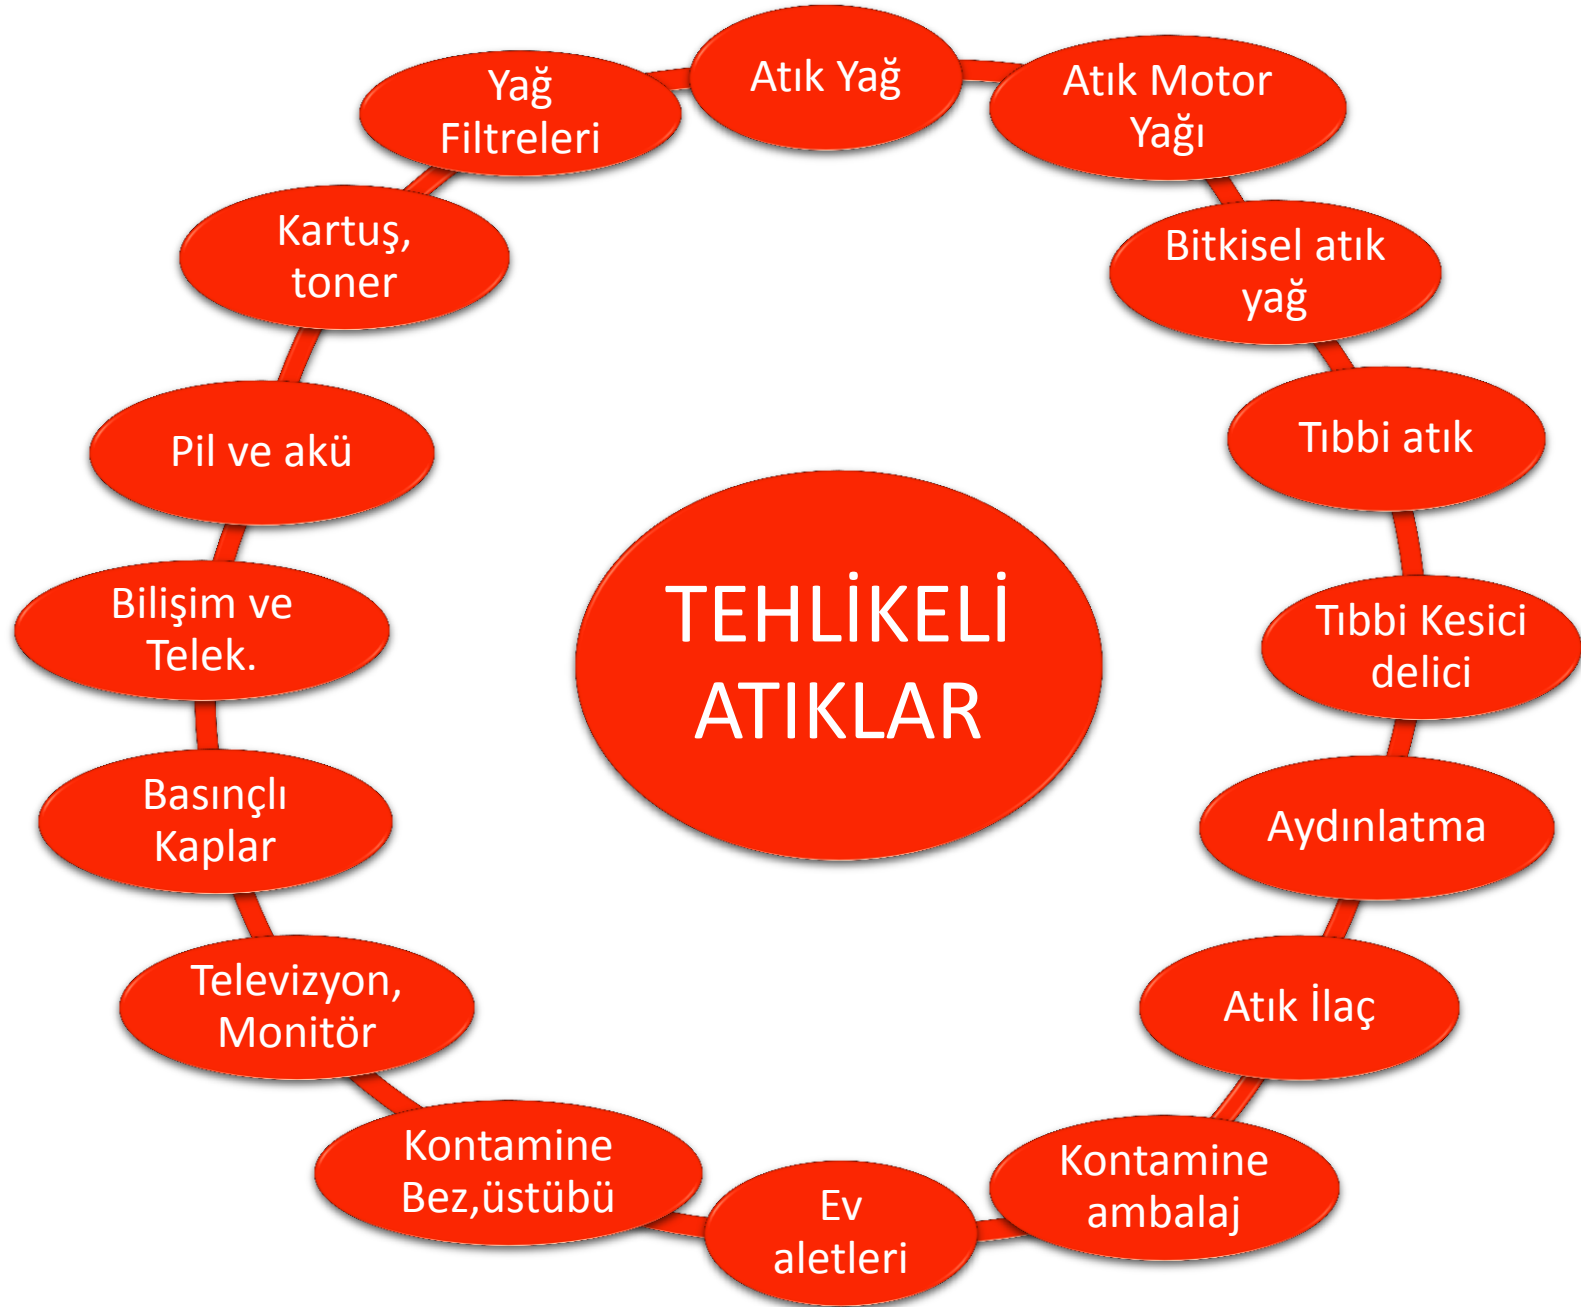 Atık Yağ
Atık Motor
Yağı
Bitkisel atık
yağ
Tıbbi atık
Tıbbi Kesici
delici
Aydınlatma
Atık İlaç
Kontamine
ambalaj
Ev
aletleri
Kontamine
Bez,üstübü
Televizyon,
Monitör
Basınçlı
Kaplar
Bilişim ve
Telek.
Pil ve akü
Kartuş,
toner
Yağ
Filtreleri
TEHLİKELİ
ATIKLAR